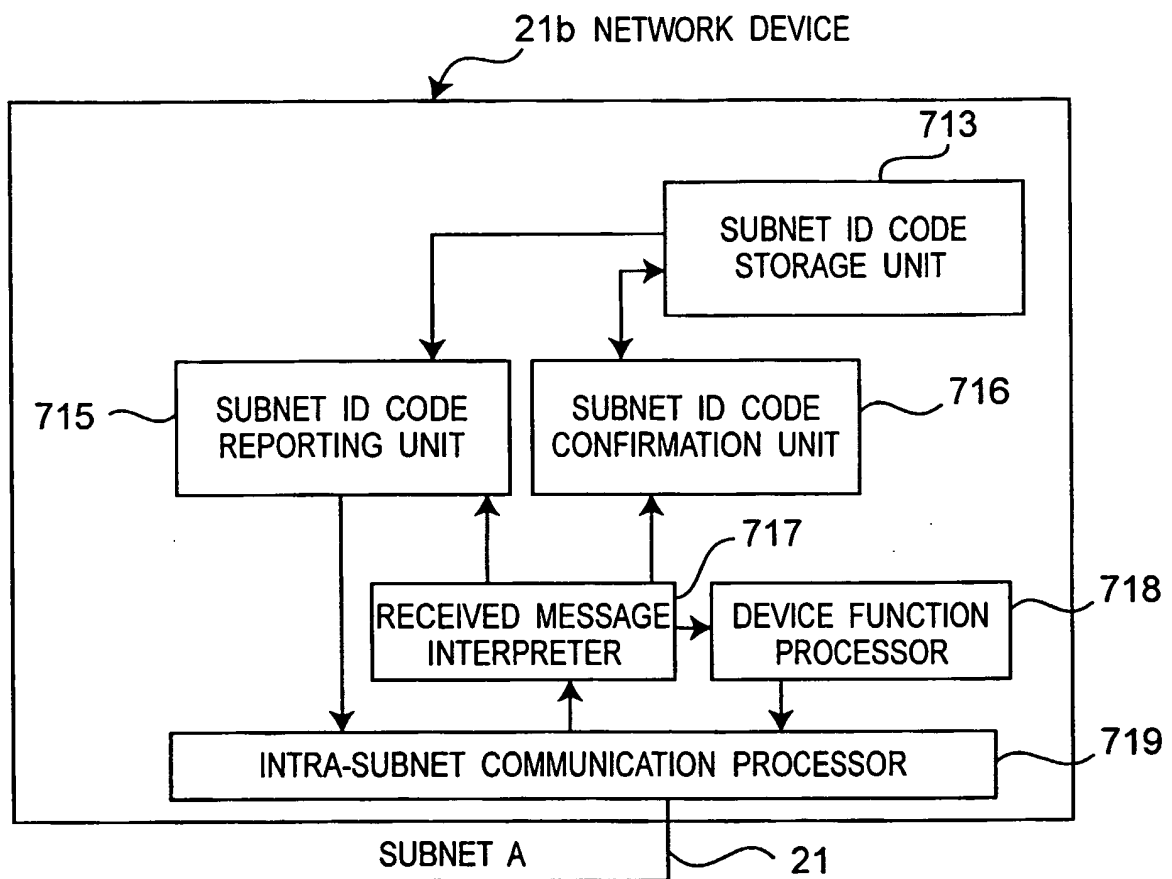 21b NETWORK DEVICE
713
SUBNET ID CODE
STORAGE UNIT
715
SUBNET ID CODE
REPORTING UNIT
SUBNET ID CODE
CONFIRMATION UNIT
716
717
RECEIVED MESSAGE
INTERPRETER
DEVICE FUNCTION
PROCESSOR
718
INTRA-SUBNET COMMUNICATION PROCESSOR
719
SUBNET A
21